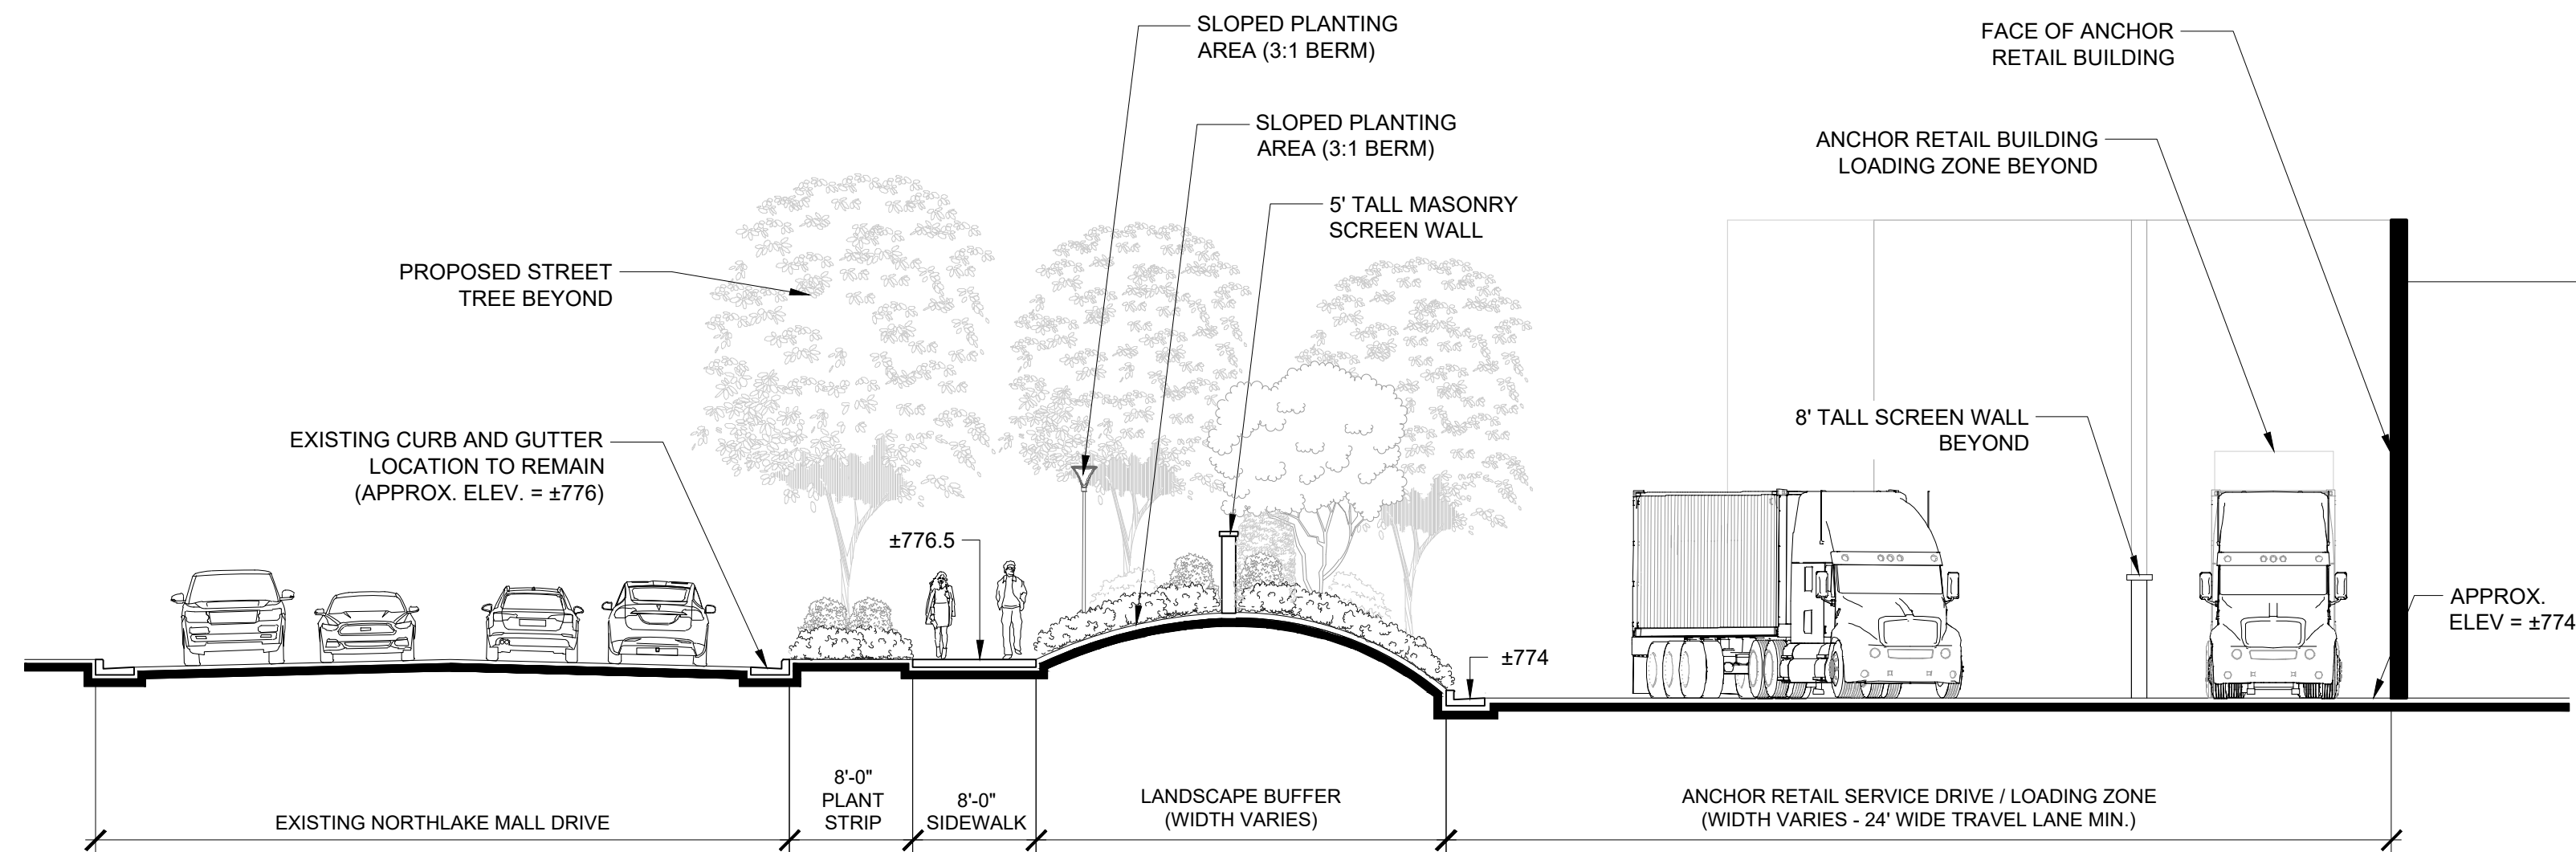 SLOPED PLANTING
AREA (3:1 BERM)
FACE OF ANCHOR
RETAIL BUILDING
SLOPED PLANTING
AREA (3:1 BERM)
ANCHOR RETAIL BUILDING
LOADING ZONE BEYOND
5' TALL MASONRY
SCREEN WALL
PROPOSED STREET
TREE BEYOND
8' TALL SCREEN WALL
BEYOND
EXISTING CURB AND GUTTER
LOCATION TO REMAIN
(APPROX. ELEV. = ±776)
±776.5
APPROX.
ELEV = ±774
±774
EXISTING NORTHLAKE MALL DRIVE
8'-0"
PLANT
STRIP
8'-0"
SIDEWALK
LANDSCAPE BUFFER
(WIDTH VARIES)
ANCHOR RETAIL SERVICE DRIVE / LOADING ZONE
(WIDTH VARIES - 24' WIDE TRAVEL LANE MIN.)